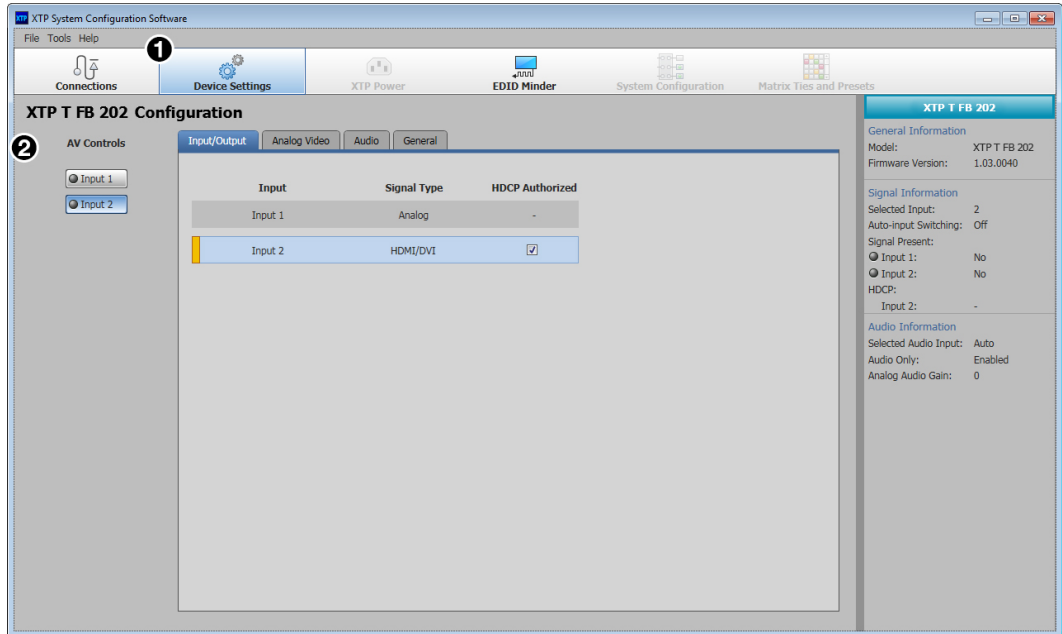 XTP XTP System Configuration Software
File Tools Help
1
Connections
Device Settings
XTP Power
EDID Minder
System Configuration
Matrix Ties and Presets
XTP T FB 202 Configuration
2
AV Controls
Input 1
Input 2
Input/Output
Analog Video
Audio
General
Input Signal Type HDCP Authorized
Input 1 Analog -
Input 2 HDMI/DVI
XTP T FB 202
General Information
Model: XTP T FB 202
Firmware Version: 1.03.0040
Signal Information
Selected Input: 2
Auto-input Switching: Off
Signal Present:
Input 1: No
Input 2: No
HDCP:
Input 2: -
Audio Information
Selected Audio Input: Auto
Audio Only: Enabled
Analog Audio Gain: 0